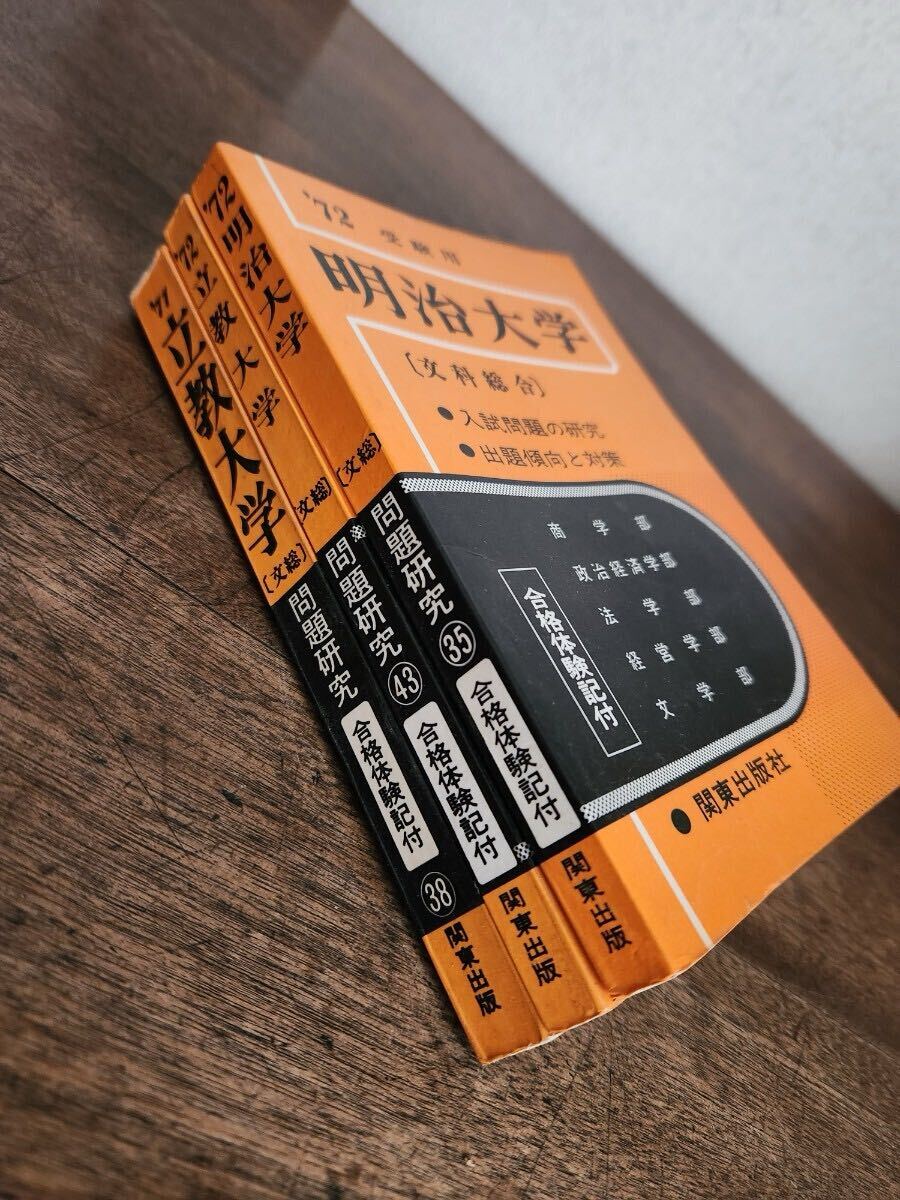 '72 受験用
明治大学
〔文科総合〕
●入試問題の研究
●出題傾向と対策
商学部
政治経済学部
法学部
経営学部
文学部
合格体験記付
●関東出版社
'72 明治大学〔文総〕問題研究 35 合格体験記付 関東出版
'72 立教大学〔文総〕問題研究 43 合格体験記付 関東出版
'71 立教大学〔文総〕問題研究 合格体験記付 38 関東出版